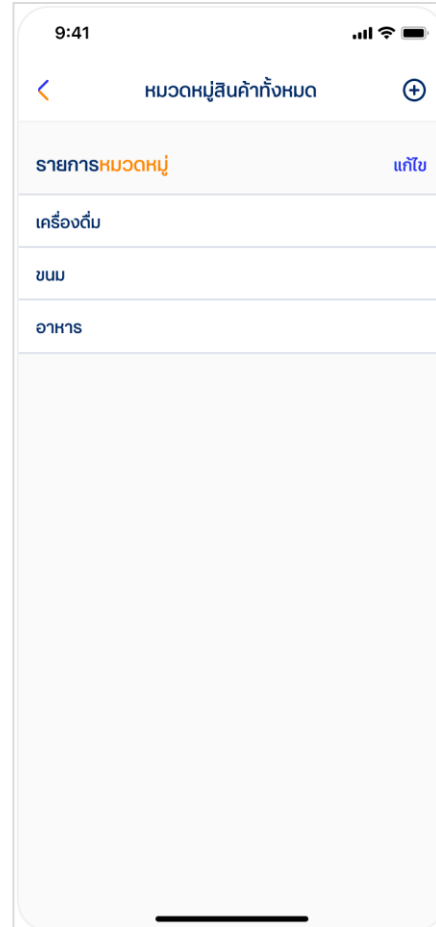 9:41
หมวดหมู่สินค้าทั้งหมด
รายการหมวดหมู่ แก้ไข
เครื่องดื่ม
ขนม
อาหาร